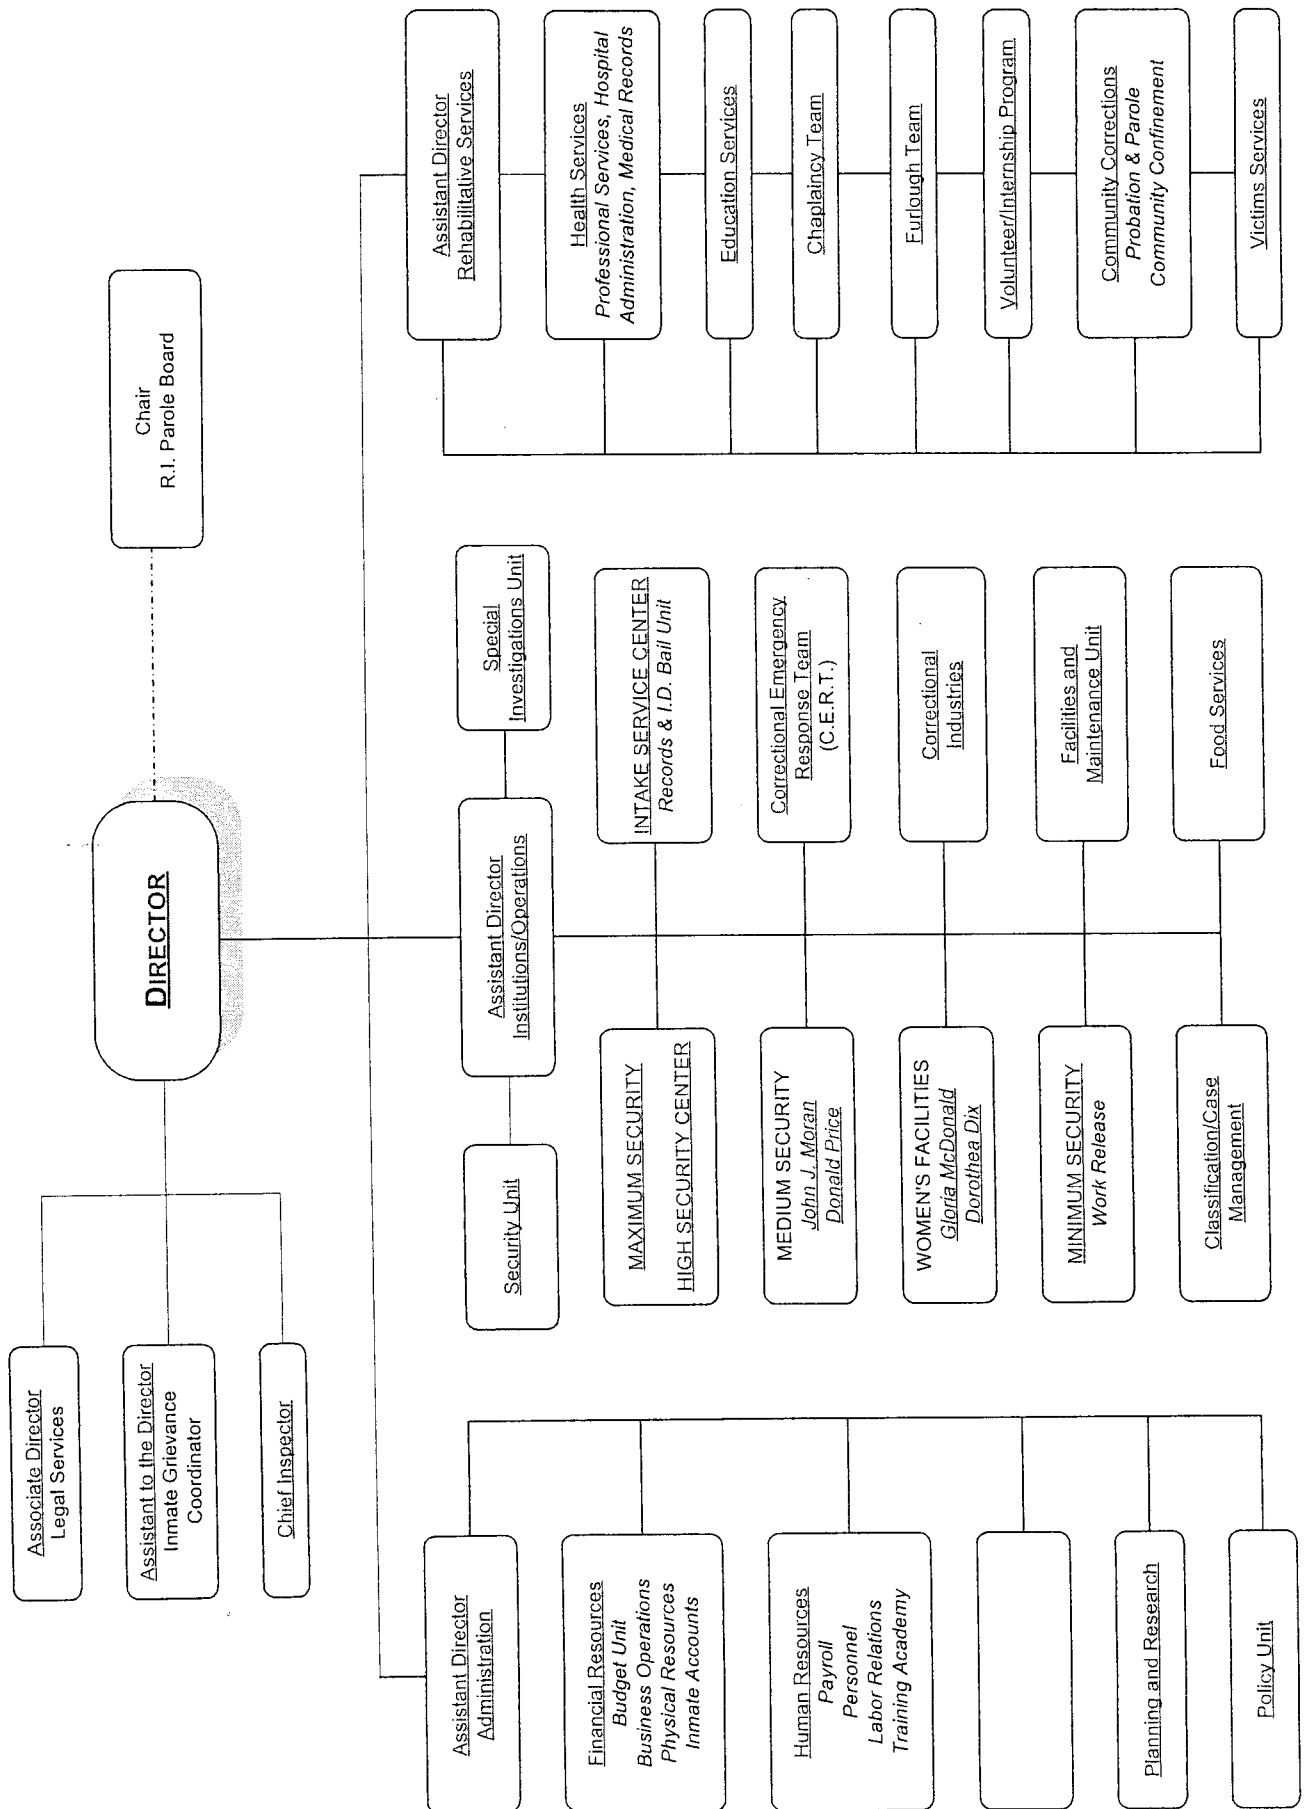 DIRECTOR
Chair
R.I. Parole Board
Associate Director
Legal Services
Assistant to the Director
Inmate Grievance
Coordinator
Chief Inspector
Assistant Director
Administration
Financial Resources
Budget Unit
Business Operations
Physical Resources
Inmate Accounts
Human Resources
Payroll
Personnel
Labor Relations
Training Academy
Planning and Research
Policy Unit
Security Unit
Assistant Director
Institutions/Operations
Special
Investigations Unit
MAXIMUM SECURITY
HIGH SECURITY CENTER
INTAKE SERVICE CENTER
Records & I.D. Bail Unit
MEDIUM SECURITY
John J. Moran
Donald Price
Correctional Emergency
Response Team
(C.E.R.T.)
WOMEN'S FACILITIES
Gloria McDonald
Dorothea Dix
Correctional
Industries
MINIMUM SECURITY
Work Release
Facilities and
Maintenance Unit
Classification/Case
Management
Food Services
Assistant Director
Rehabilitative Services
Health Services
Professional Services, Hospital
Administration, Medical Records
Education Services
Chaplaincy Team
Furlough Team
Volunteer/Internship Program
Community Corrections
Probation & Parole
Community Confinement
Victims Services